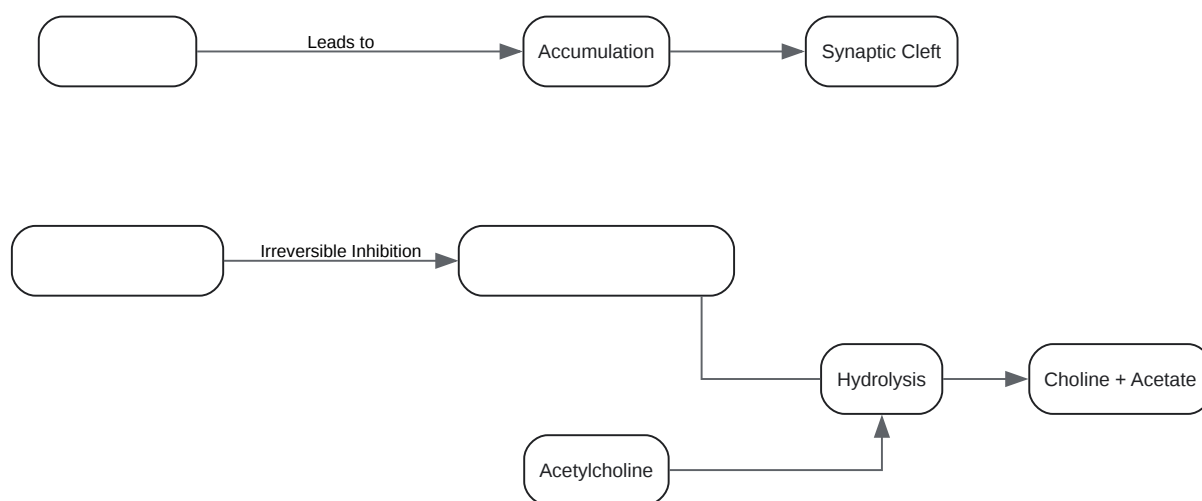 Leads to
Accumulation
Synaptic Cleft
Irreversible Inhibition
Hydrolysis
Choline + Acetate
Acetylcholine